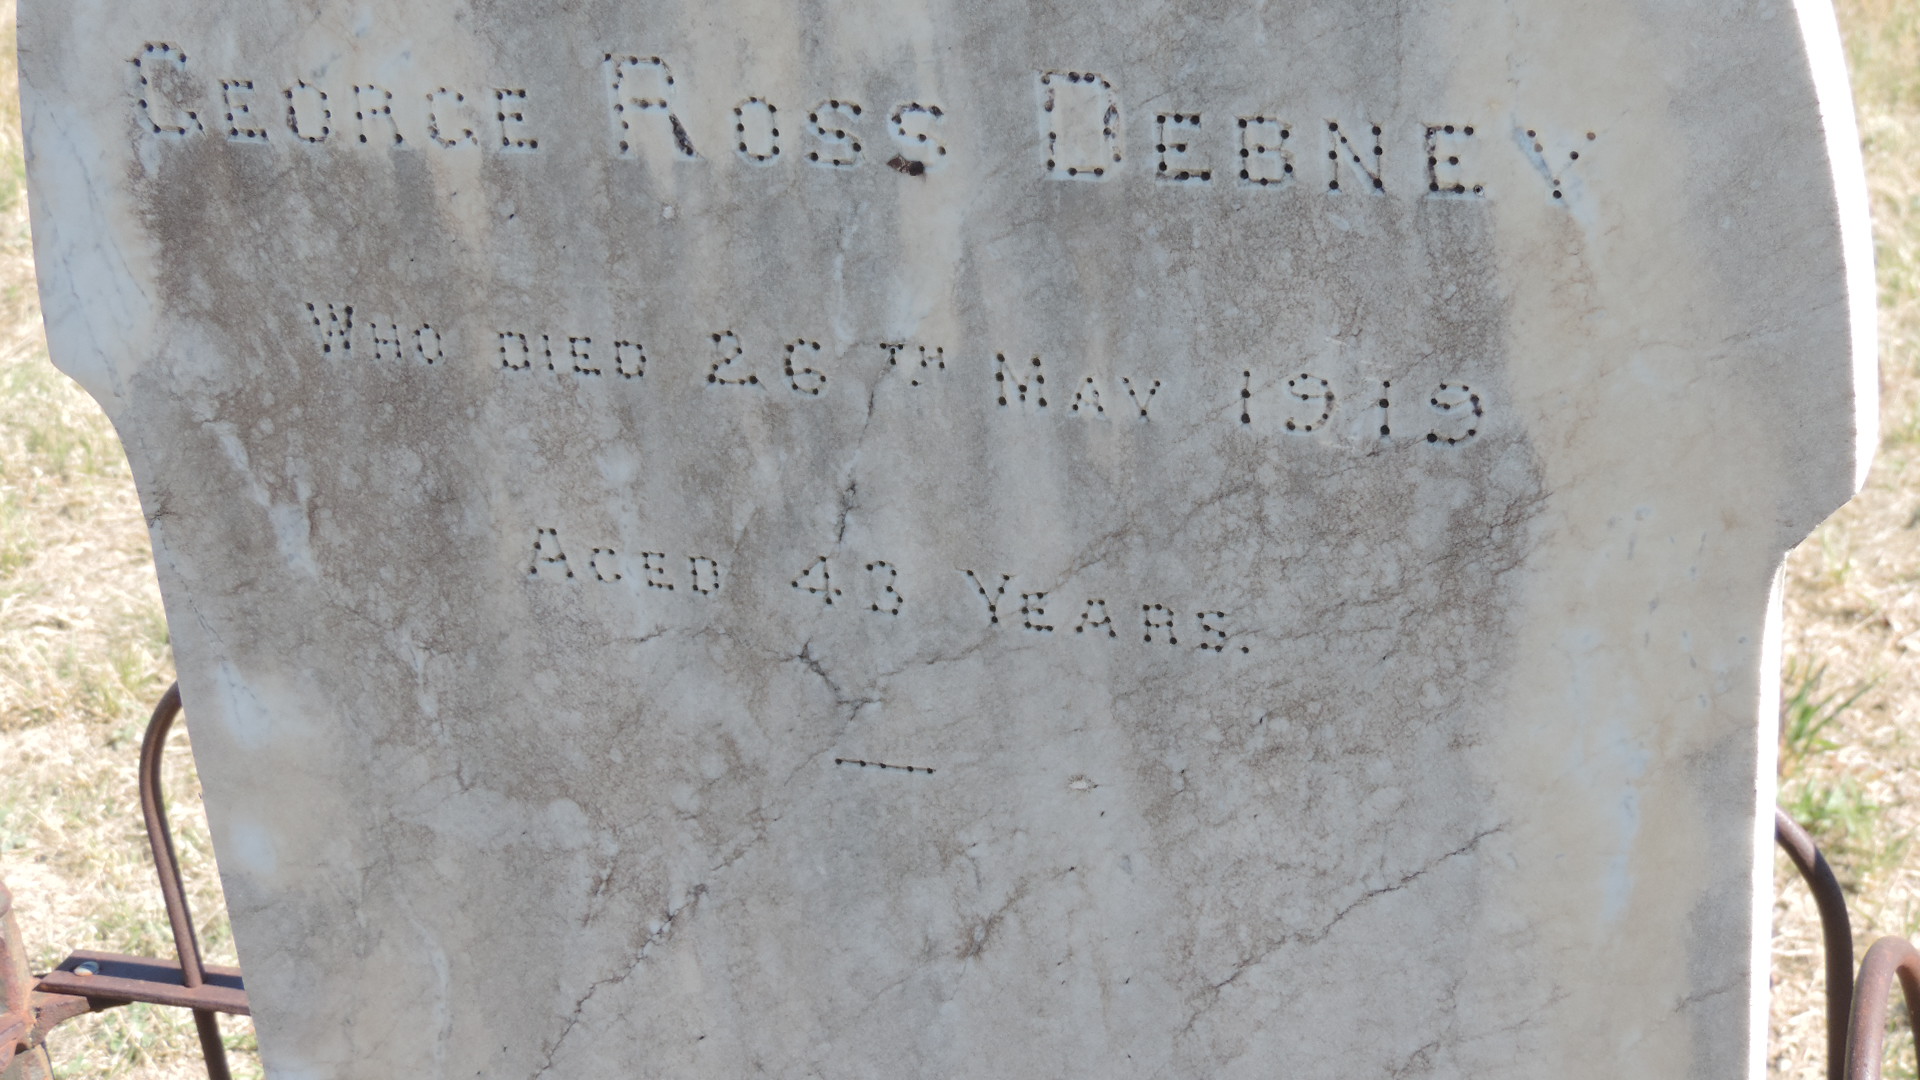 GEORGE ROSS DEBNEY
WHO DIED 26TH MAY 1919
AGED 43 YEARS.
—